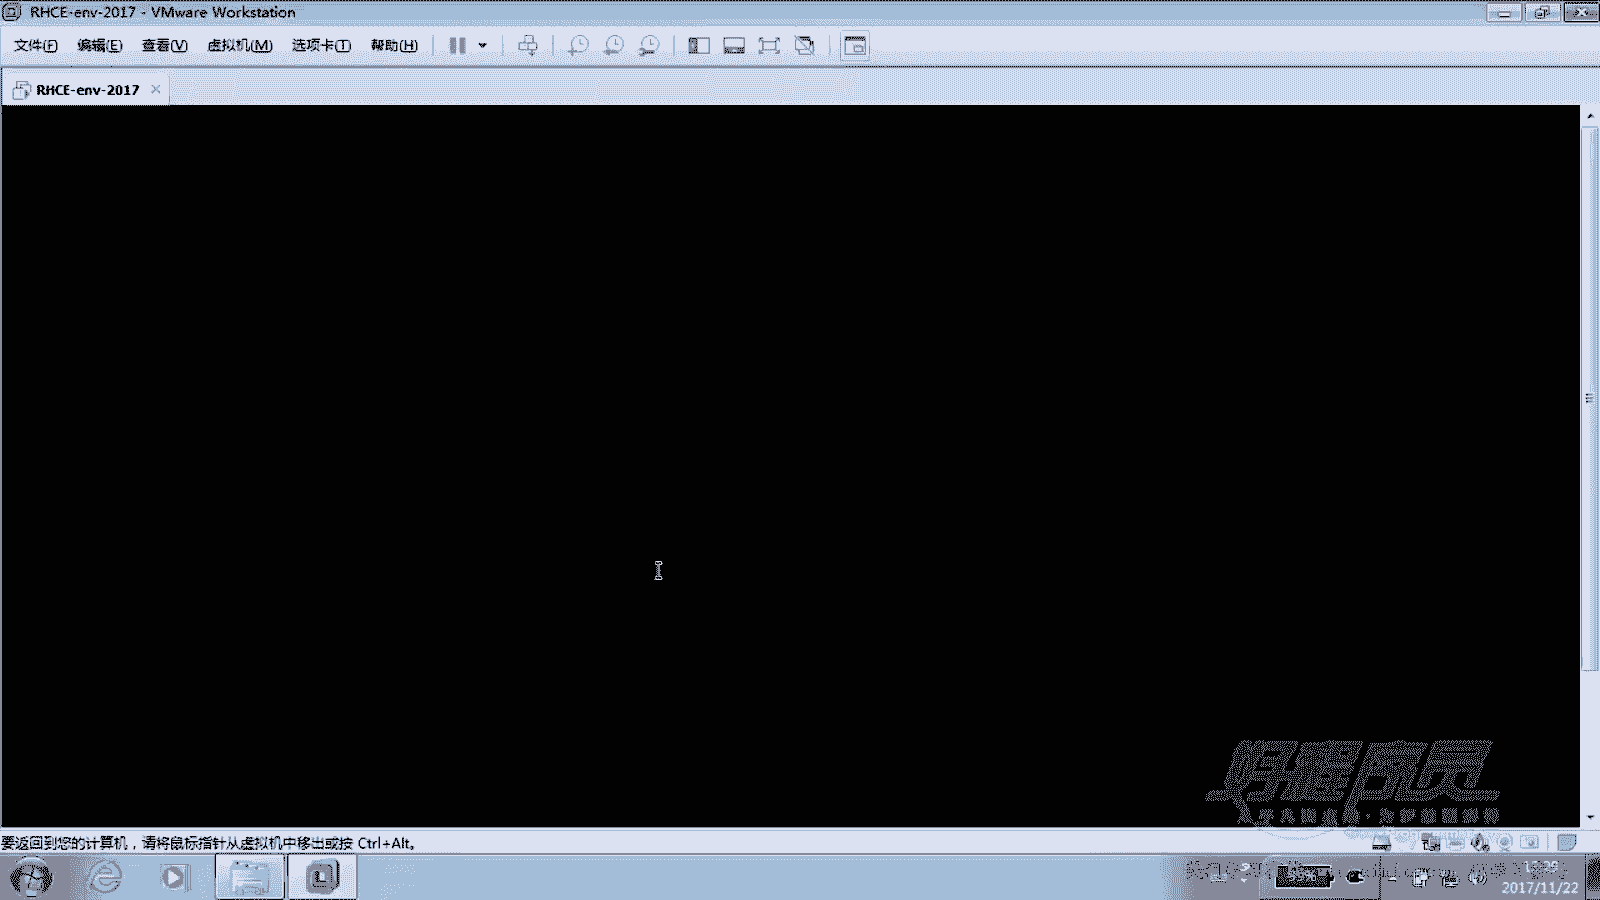 RHCE-env-2017 - VMware Workstation
文件(F) 编辑(E) 查看(V) 虚拟机(M) 选项卡(T) 帮助(H)
RHCE-env-2017
要返回到您的计算机，请将鼠标指针从虚拟机中移出或按 Ctrl+Alt。
2017/11/22